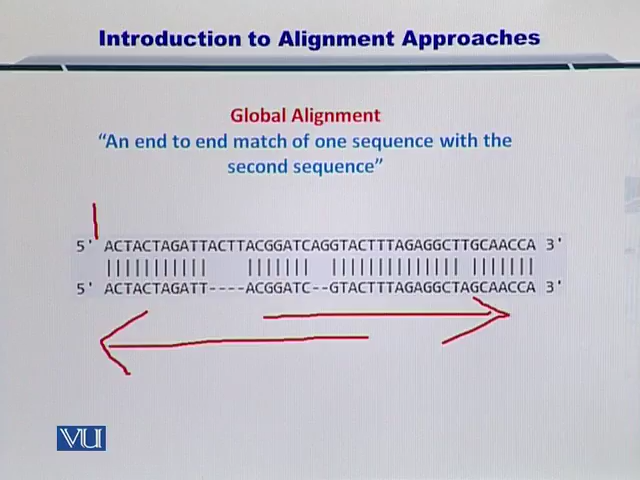 Introduction to Alignment Approaches
Global Alignment
“An end to end match of one sequence with the
second sequence”
5' ACTACTAGATTACTTACGGATCAGGTACTTTAGAGGCTTGCAACCA 3'
||||||||||| ||||||| |||||||||||||| |||||||
5' ACTACTAGATT----ACGGATC--GTACTTTAGAGGCTAGCAACCA 3'
VU